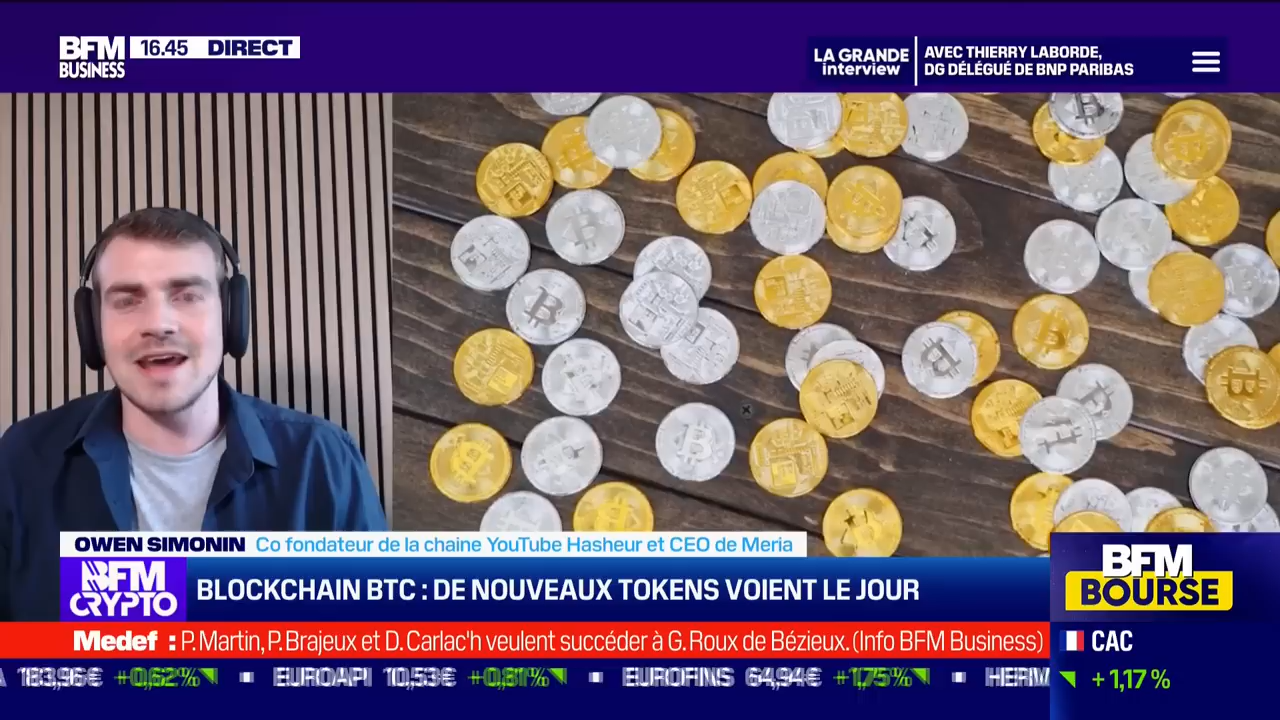 BFM
BUSINESS
16.45 DIRECT
LA GRANDE
interview
AVEC THIERRY LABORDE,
DG DÉLÉGUÉ DE BNP PARIBAS
OWEN SIMONIN Co fondateur de la chaine YouTube Hasheur et CEO de Meria
BFM
CRYPTO
BLOCKCHAIN BTC : DE NOUVEAUX TOKENS VOIENT LE JOUR
BFM
BOURSE
Medef : P. Martin, P. Brajeux et D. Carlac'h veulent succéder à G. Roux de Bézieux. (Info BFM Business)
CAC
+1,17 %
183,96€ +0,62% EUROAPI 10,53€ +0,81% EUROFINS 64,94€ +1,75% HERM